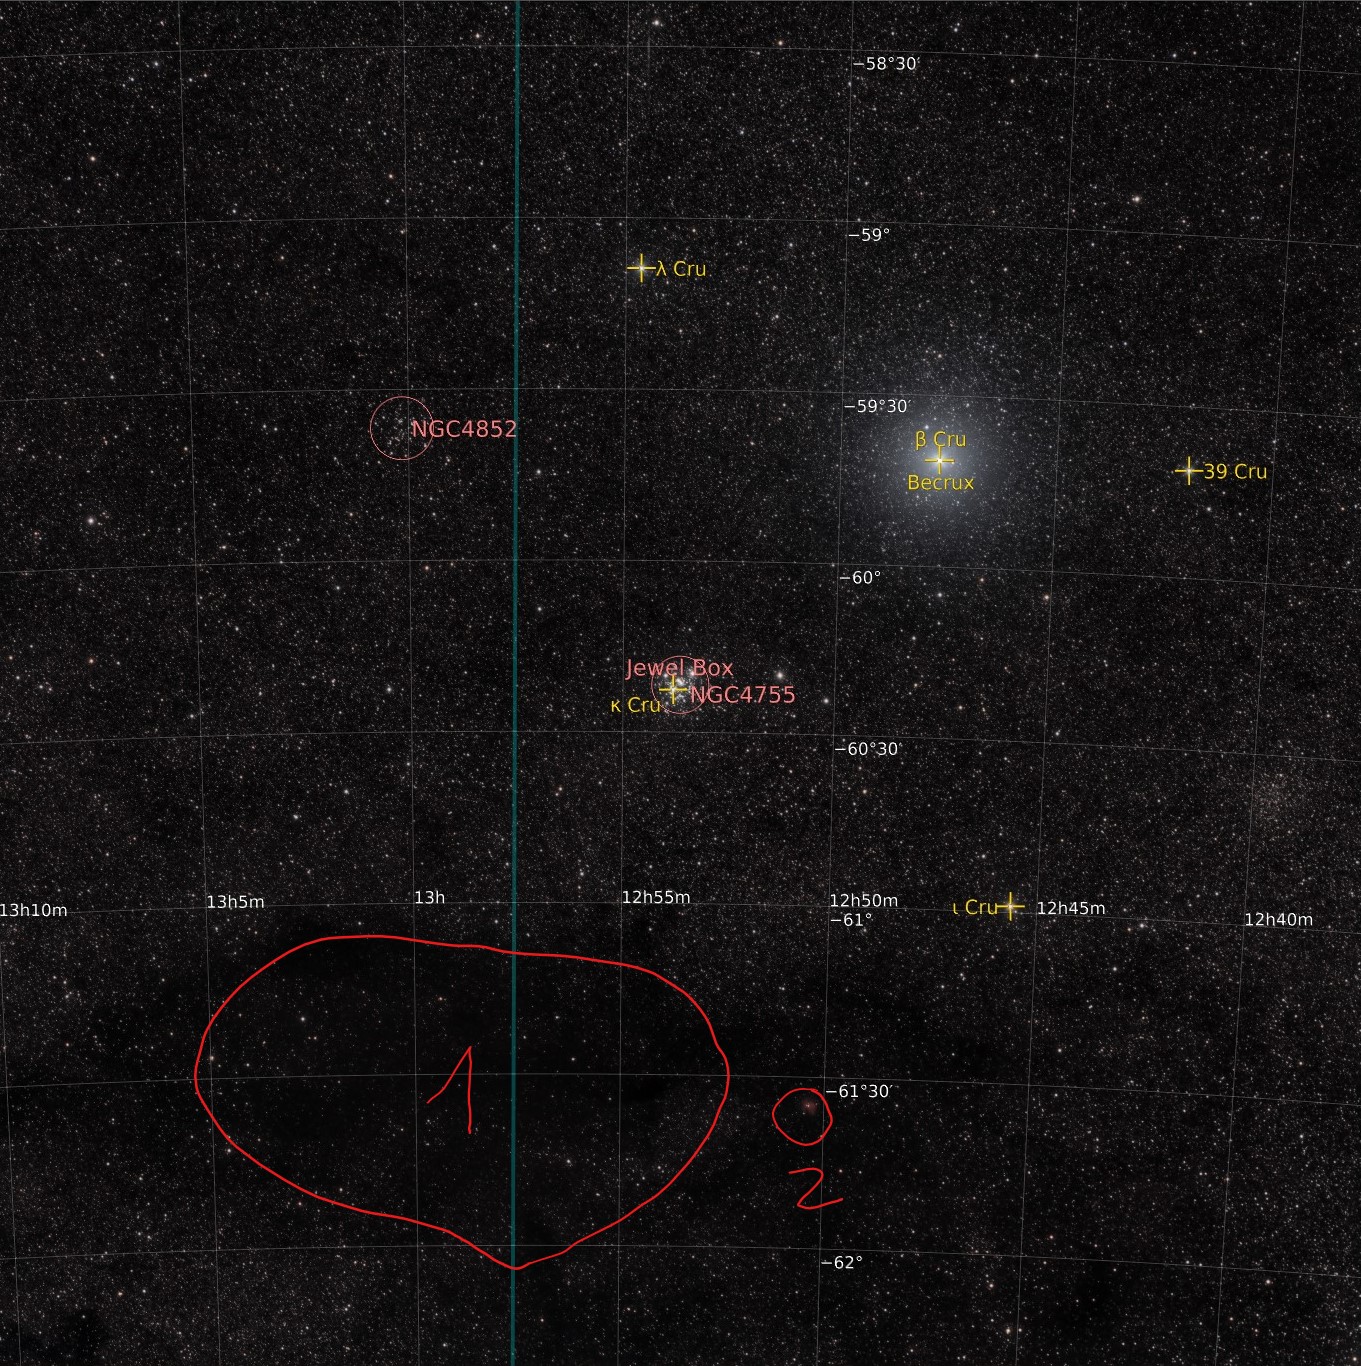 −58°30′
−59°
λ Cru
−59°30′
NGC4852
β Cru
Becrux
39 Cru
−60°
Jewel Box
NGC4755
κ Cru
−60°30′
13h10m
13h5m
13h
12h55m
12h50m
−61°
ι Cru
12h45m
12h40m
1
−61°30′
2
−62°